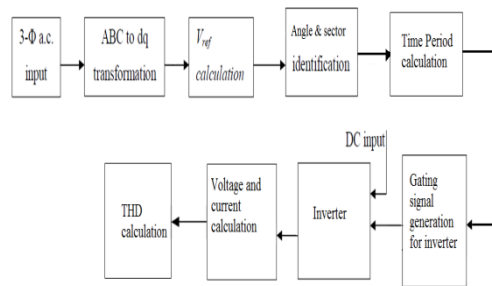 3-Φ a.c.
input
ABC to dq
transformation
Vref
calculation
Angle & sector
identification
Time Period
calculation
DC input
THD
calculation
Voltage and
current
calculation
Inverter
Gating
signal
generation
for inverter